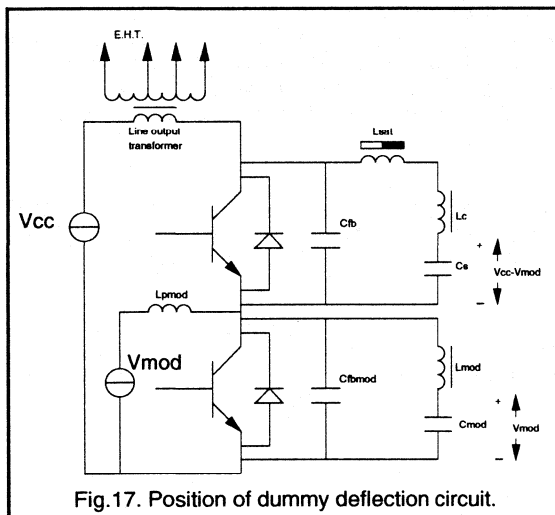 E.H.T.
Line output
transformer
Lsat
Vcc
Cfb
Lc
Cs
+
Vcc-Vmod
−
Lpmod
Vmod
Cfbmod
Lmod
Cmod
+
Vmod
−
Fig.17. Position of dummy deflection circuit.